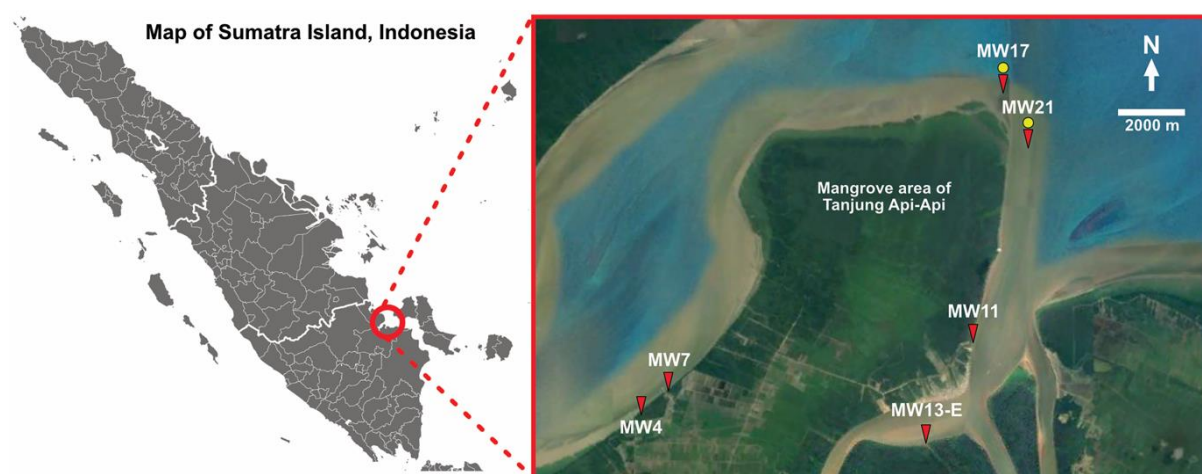 Map of Sumatra Island, Indonesia
MW17
N
MW21
2000 m
Mangrove area of
Tanjung Api-Api
MW11
MW7
MW13-E
MW4